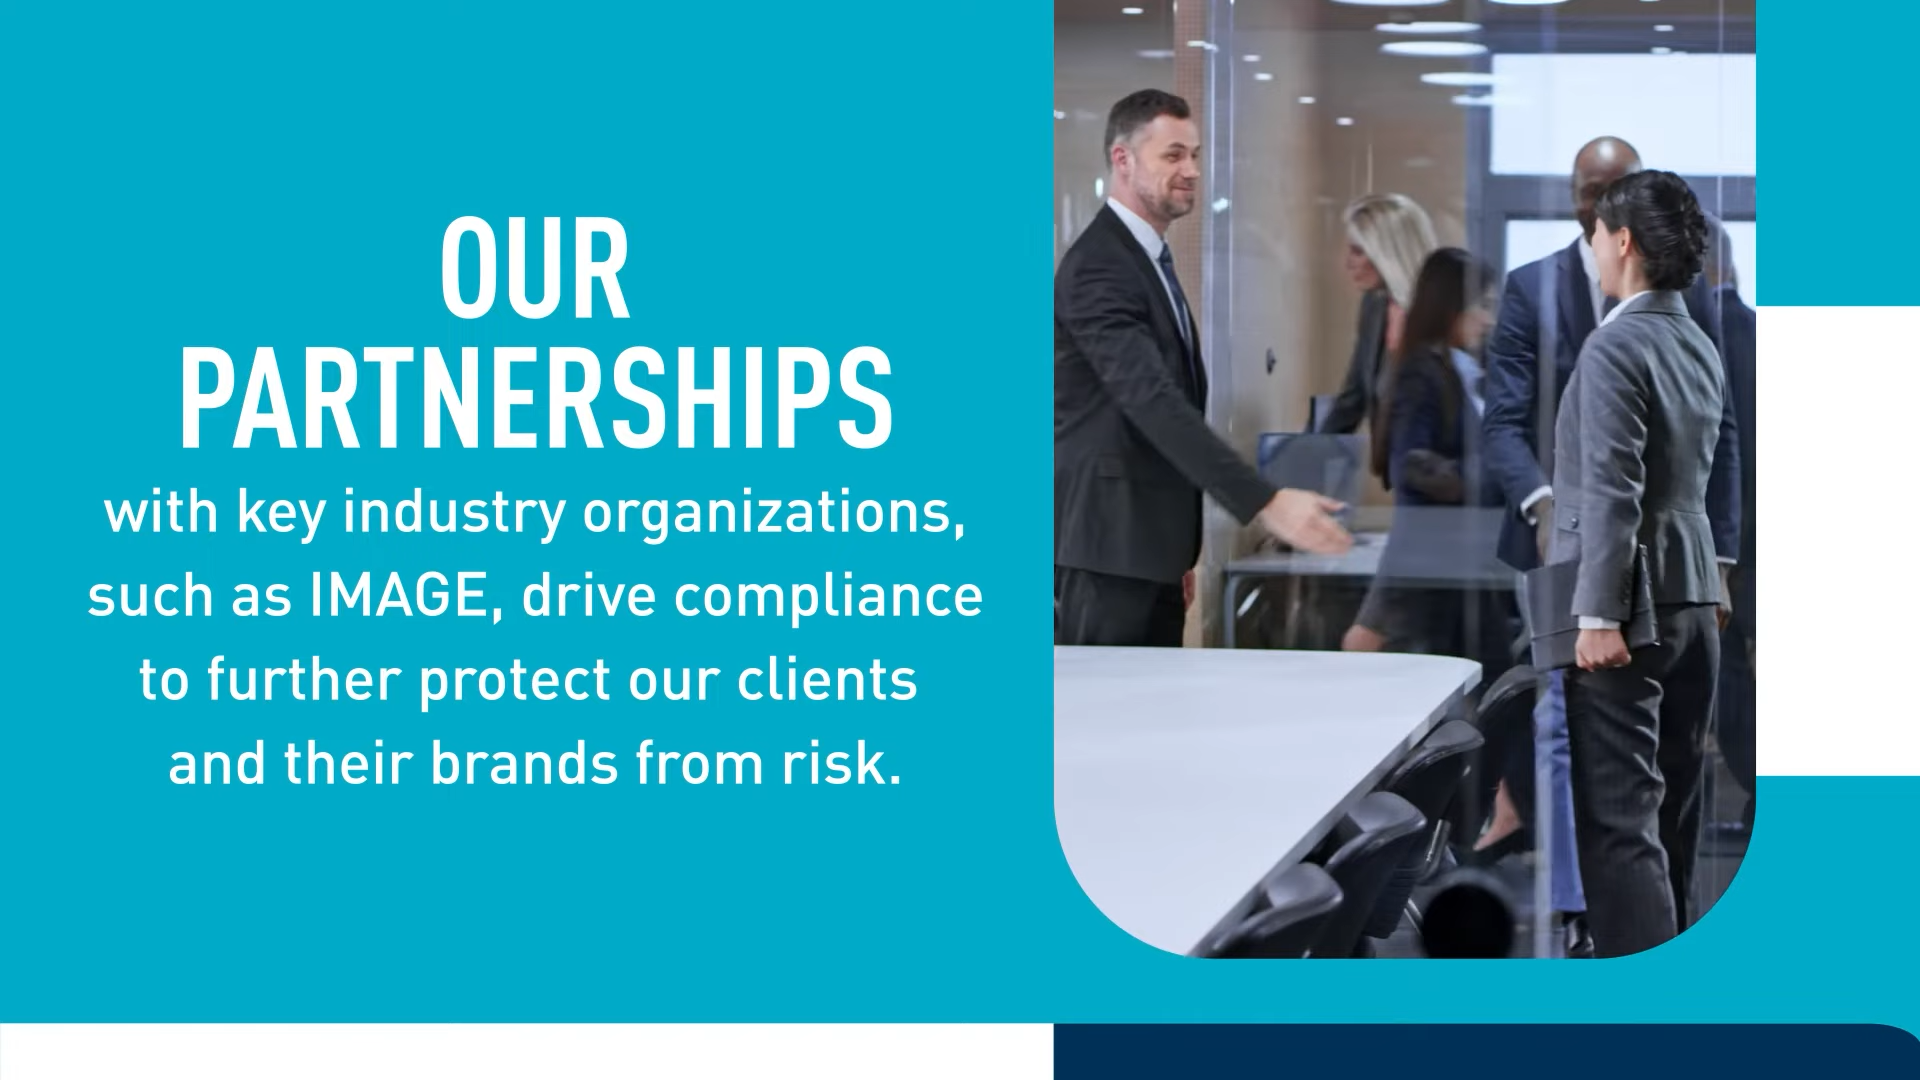 OUR
PARTNERSHIPS
with key industry organizations,
such as IMAGE, drive compliance
to further protect our clients
and their brands from risk.